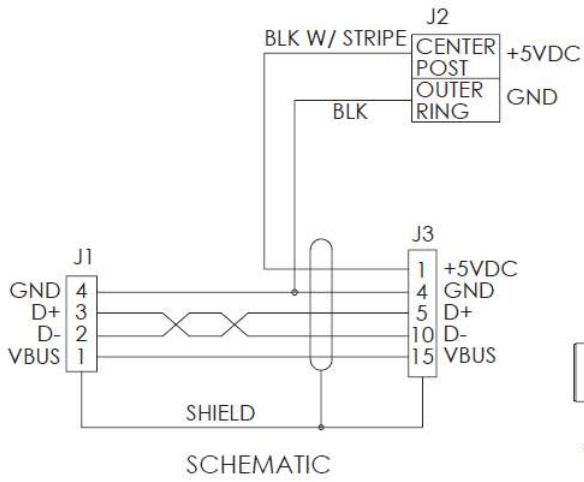 J2
BLK W/ STRIPE
CENTER POST
+5VDC
OUTER RING
GND
BLK
J1
J3
1 +5VDC
GND 4
4 GND
D+ 3
5 D+
D- 2
10 D-
VBUS 1
15 VBUS
SHIELD
SCHEMATIC